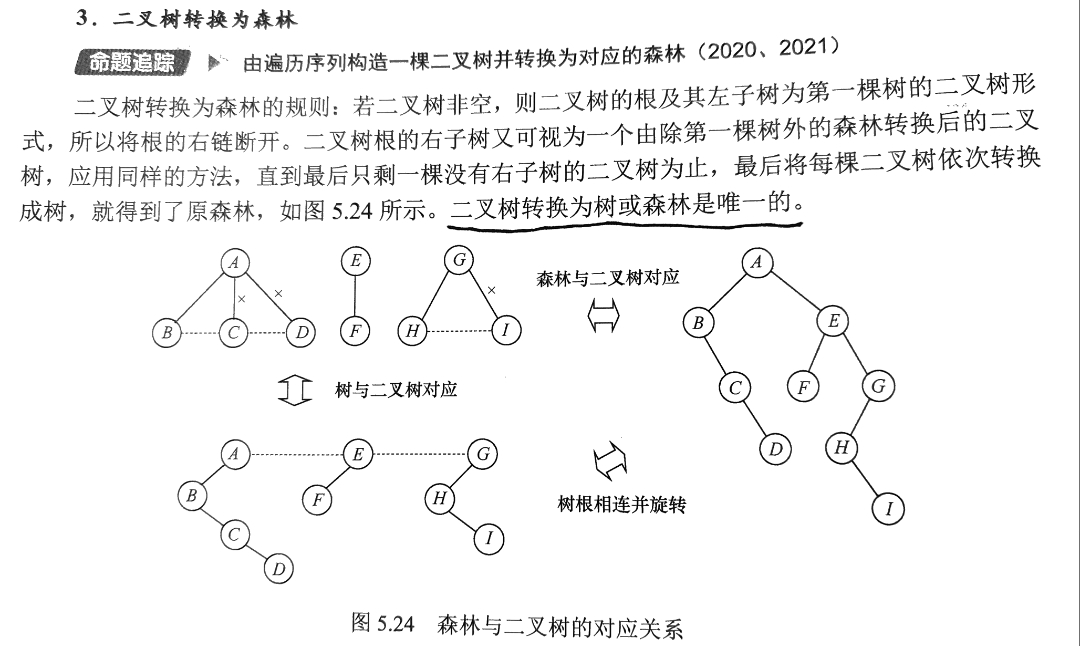 3．二叉树转换为森林
命题追踪 ▶ 由遍历序列构造一棵二叉树并转换为对应的森林（2020、2021）
二叉树转换为森林的规则：若二叉树非空，则二叉树的根及其左子树为第一棵树的二叉树形
式，所以将根的右链断开。二叉树根的右子树又可视为一个由除第一棵树外的森林转换后的二叉
树，应用同样的方法，直到最后只剩一棵没有右子树的二叉树为止，最后将每棵二叉树依次转换
成树，就得到了原森林，如图 5.24 所示。二叉树转换为树或森林是唯一的。
A E G
× × ×
B C D F H I
森林与二叉树对应
A
B E
C F G
D H
I
树与二叉树对应
A E G
B F H
C I
D
树根相连并旋转
图 5.24 森林与二叉树的对应关系